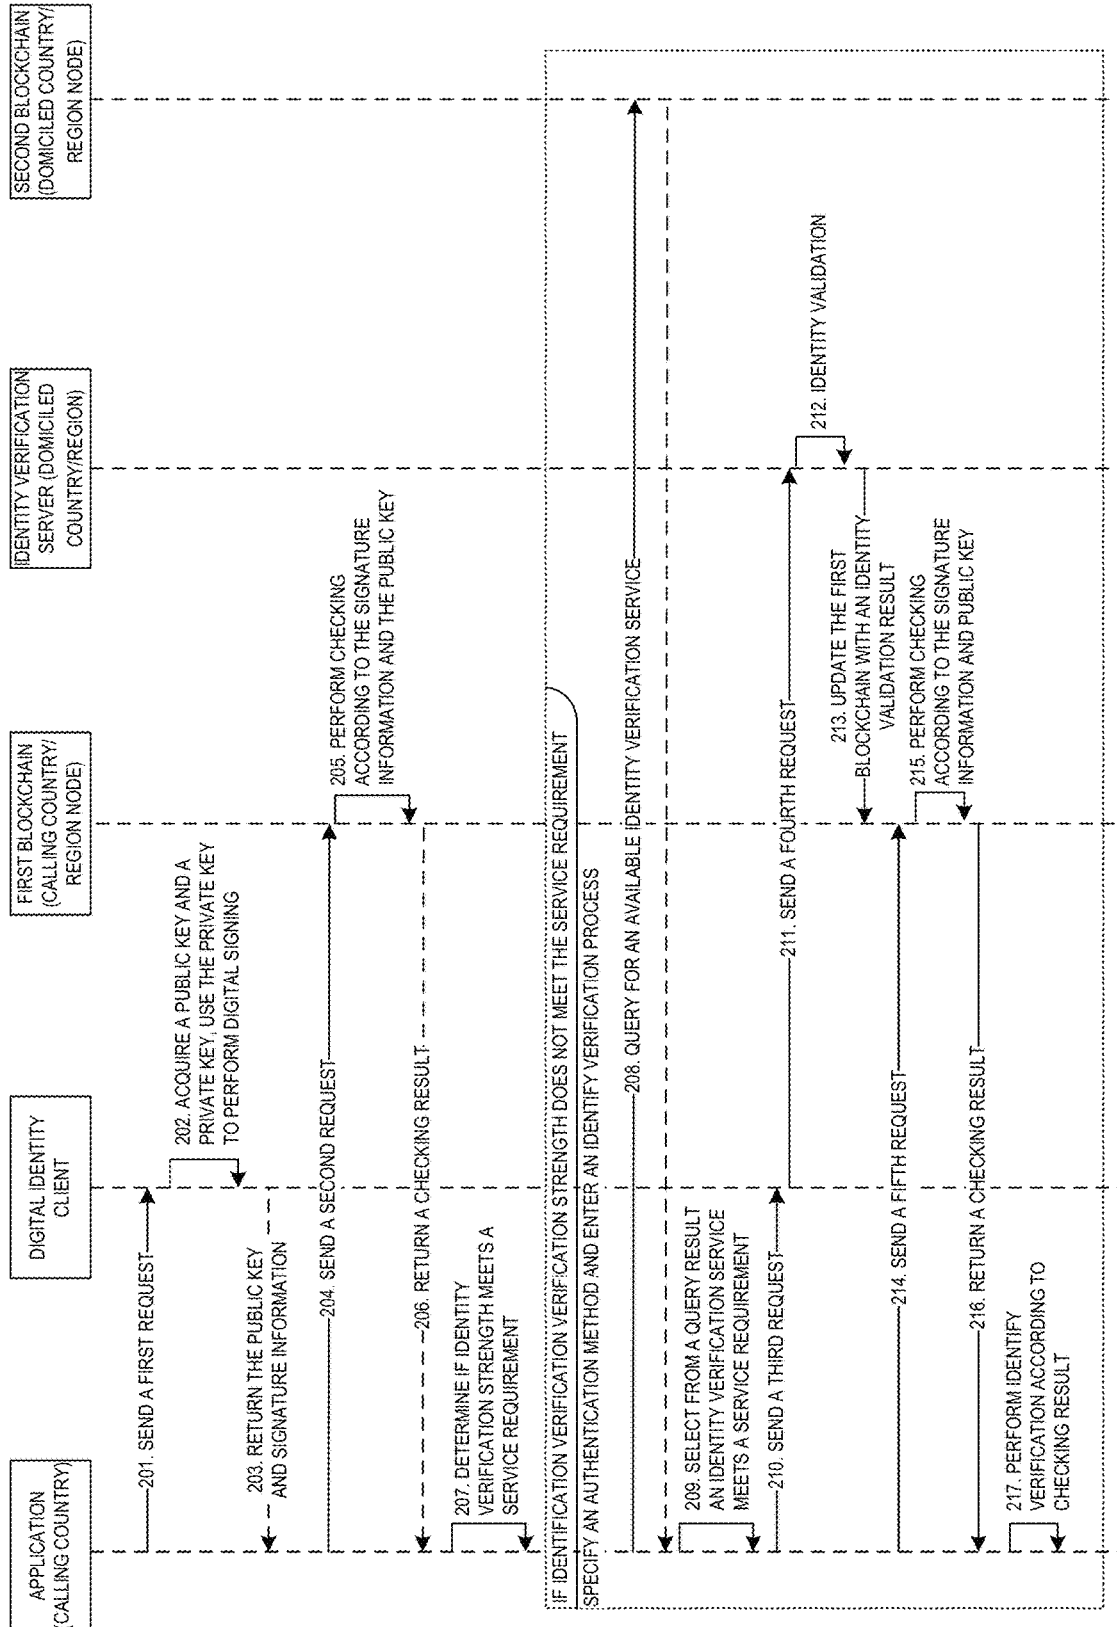 APPLICATION
(CALLING COUNTRY)
DIGITAL IDENTITY
CLIENT
FIRST BLOCKCHAIN
(CALLING COUNTRY/
REGION NODE)
IDENTITY VERIFICATION
SERVER (DOMICILED
COUNTRY/REGION)
SECOND BLOCKCHAIN
(DOMICILED COUNTRY/
REGION NODE)
201. SEND A FIRST REQUEST
202. ACQUIRE A PUBLIC KEY AND A
PRIVATE KEY, USE THE PRIVATE KEY
TO PERFORM DIGITAL SIGNING
203. RETURN THE PUBLIC KEY
AND SIGNATURE INFORMATION
204. SEND A SECOND REQUEST
205. PERFORM CHECKING
ACCORDING TO THE SIGNATURE
INFORMATION AND THE PUBLIC KEY
206. RETURN A CHECKING RESULT
207. DETERMINE IF IDENTITY
VERIFICATION STRENGTH MEETS A
SERVICE REQUIREMENT
IF IDENTIFICATION VERIFICATION STRENGTH DOES NOT MEET THE SERVICE REQUIREMENT
SPECIFY AN AUTHENTICATION METHOD AND ENTER AN IDENTIFY VERIFICATION PROCESS
208. QUERY FOR AN AVAILABLE IDENTITY VERIFICATION SERVICE
209. SELECT FROM A QUERY RESULT
AN IDENTITY VERIFICATION SERVICE
MEETS A SERVICE REQUIREMENT
210. SEND A THIRD REQUEST
211. SEND A FOURTH REQUEST
212. IDENTITY VALIDATION
213. UPDATE THE FIRST
BLOCKCHAIN WITH AN IDENTITY
VALIDATION RESULT
214. SEND A FIFTH REQUEST
215. PERFORM CHECKING
ACCORDING TO THE SIGNATURE
INFORMATION AND PUBLIC KEY
216. RETURN A CHECKING RESULT
217. PERFORM IDENTIFY
VERIFICATION ACCORDING TO
CHECKING RESULT